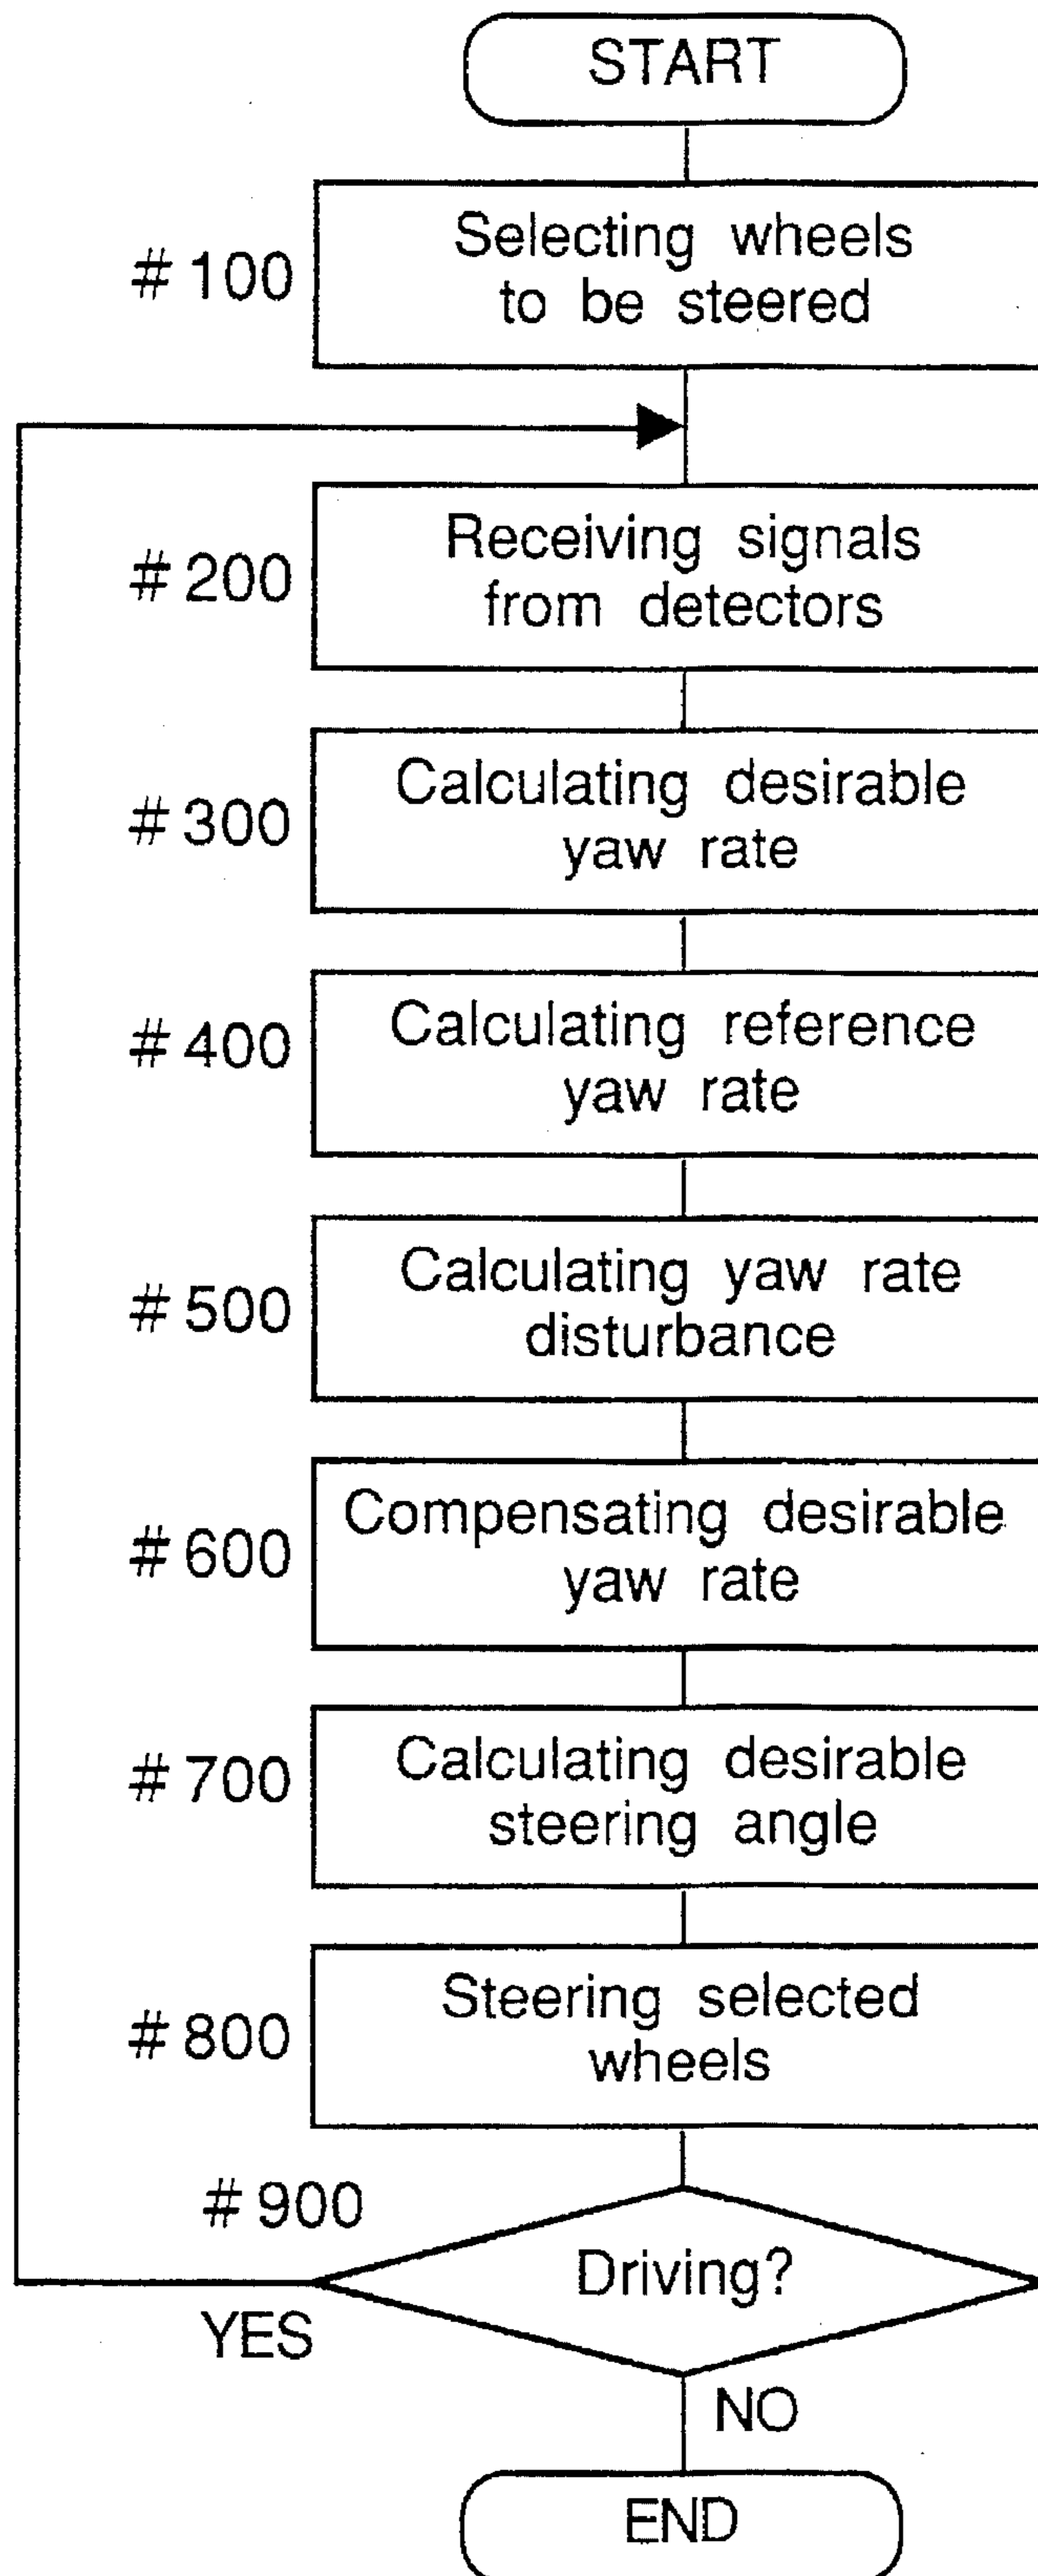 START
# 100
Selecting wheels
to be steered
# 200
Receiving signals
from detectors
# 300
Calculating desirable
yaw rate
# 400
Calculating reference
yaw rate
# 500
Calculating yaw rate
disturbance
# 600
Compensating desirable
yaw rate
# 700
Calculating desirable
steering angle
# 800
Steering selected
wheels
# 900
Driving?
YES
NO
END